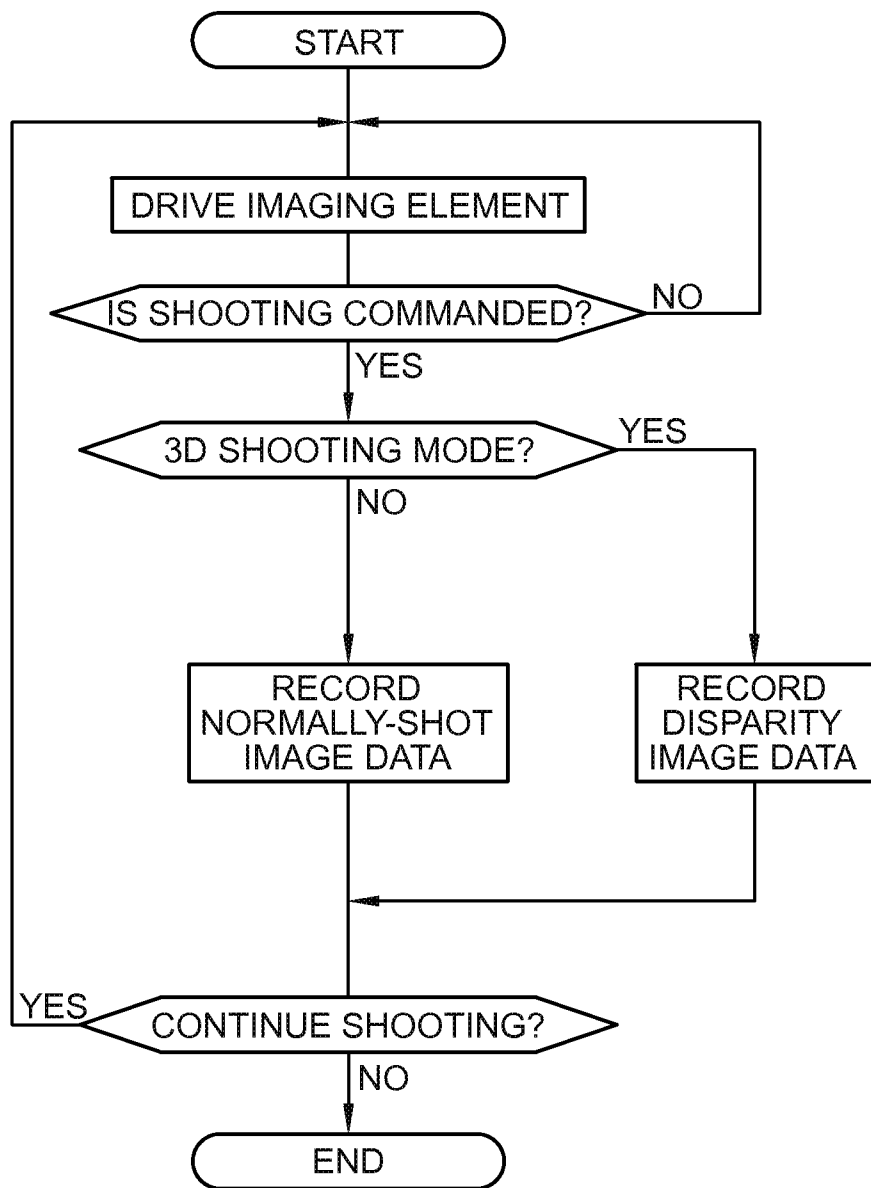 START
DRIVE IMAGING ELEMENT
IS SHOOTING COMMANDED?
NO
YES
3D SHOOTING MODE?
YES
NO
RECORD
NORMALLY-SHOT
IMAGE DATA
RECORD
DISPARITY
IMAGE DATA
YES
CONTINUE SHOOTING?
NO
END